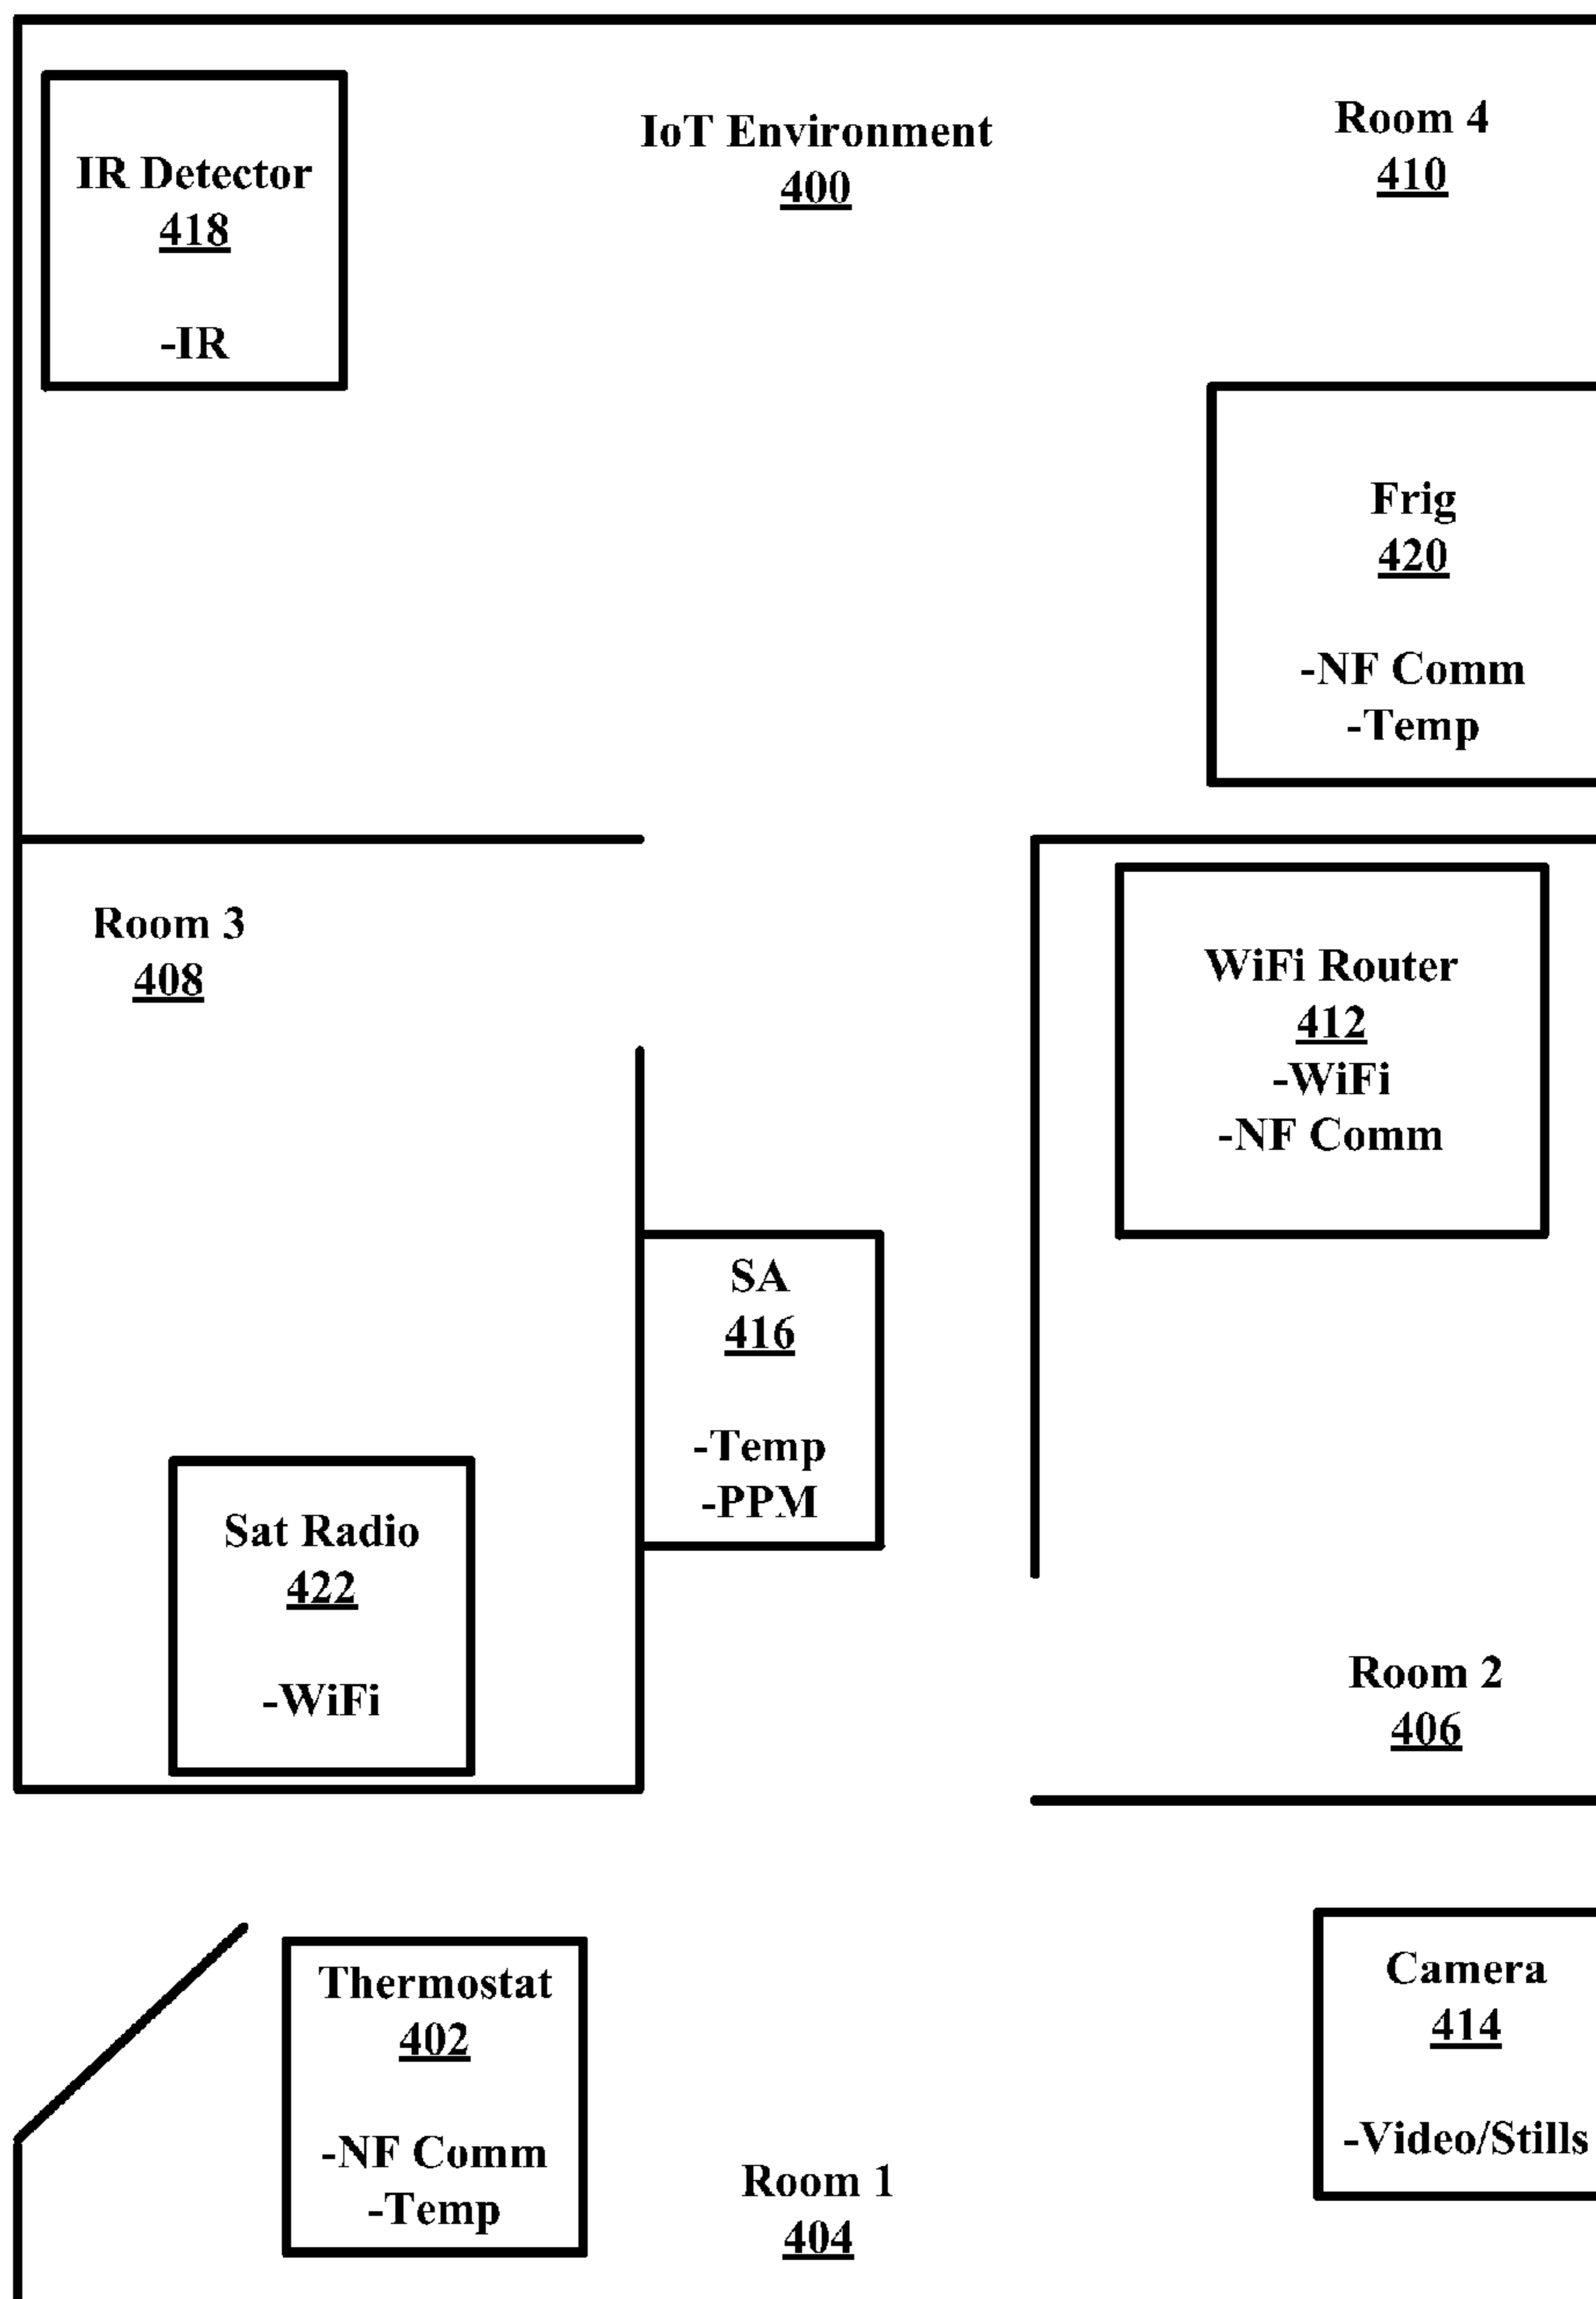 IoT Environment
400
Room 4
410
IR Detector
418
-IR
Frig
420
-NF Comm
-Temp
Room 3
408
WiFi Router
412
-WiFi
-NF Comm
SA
416
-Temp
-PPM
Sat Radio
422
-WiFi
Room 2
406
Thermostat
402
-NF Comm
-Temp
Camera
414
-Video/Stills
Room 1
404